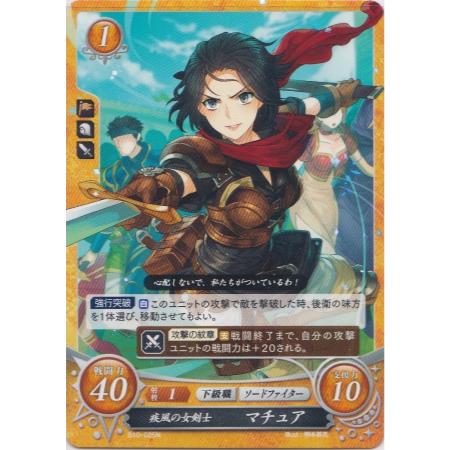 1
心配しないで、私たちがついているわ!
強行突破 自 このユニットの攻撃で敵を撃破した時、後衛の味方
を1体選び、移動させてもよい。
攻撃の紋章 支 戦闘終了まで、自分の攻撃
ユニットの戦闘力は+20される。
戦闘力 40
射程 1
下級職
ソードファイター
支援力 10
疾風の女剣士 マチュア